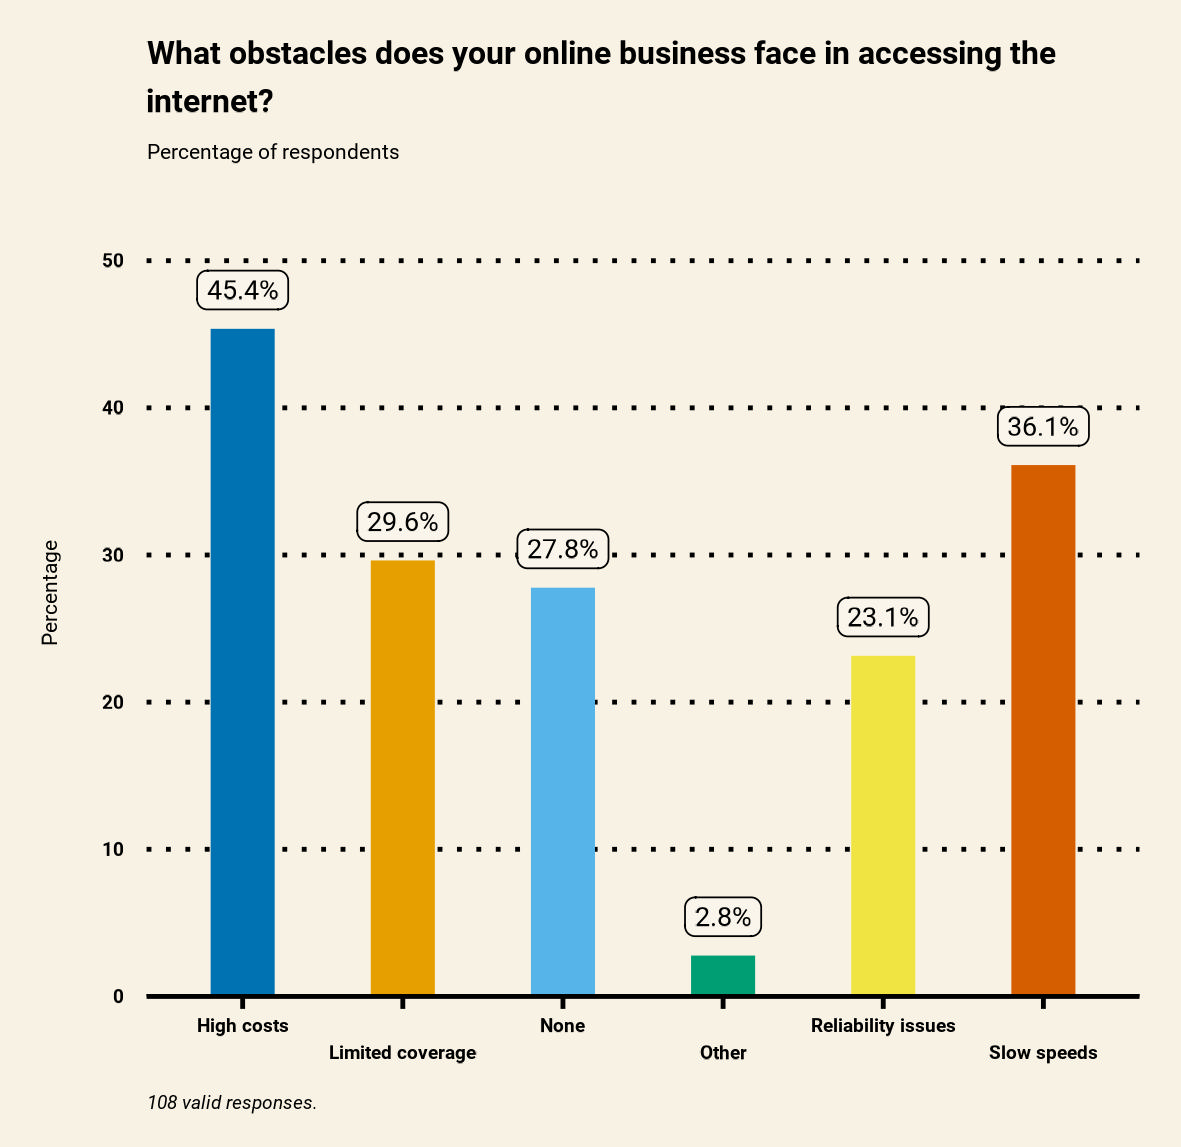 What obstacles does your online business face in accessing the
internet?
Percentage of respondents
50
45.4%
40
36.1%
29.6%
27.8%
30
Percentage
23.1%
20
10
2.8%
0
High costs
None
Reliability issues
Limited coverage
Other
Slow speeds
108 valid responses.